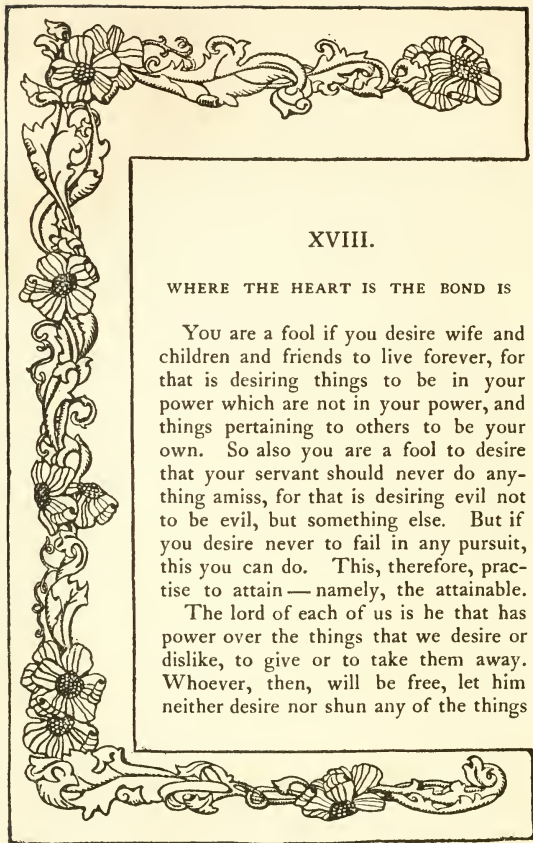 XVIII.
WHERE THE HEART IS THE BOND IS
You are a fool if you desire wife and
children and friends to live forever, for
that is desiring things to be in your
power which are not in your power, and
things pertaining to others to be your
own. So also you are a fool to desire
that your servant should never do any-
thing amiss, for that is desiring evil not
to be evil, but something else. But if
you desire never to fail in any pursuit,
this you can do. This, therefore, prac-
tise to attain — namely, the attainable.
The lord of each of us is he that has
power over the things that we desire or
dislike, to give or to take them away.
Whoever, then, will be free, let him
neither desire nor shun any of the things